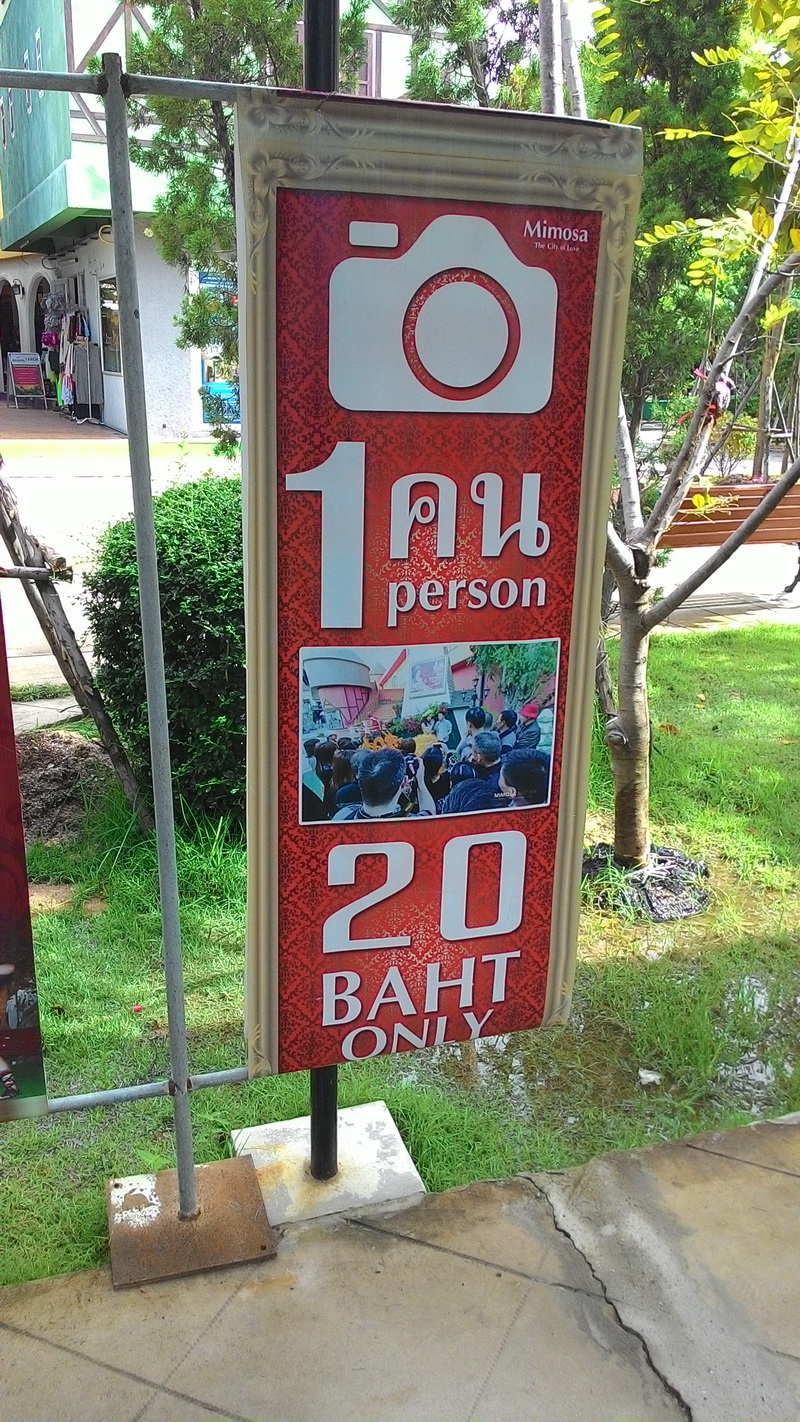 Mimosa
The City of Love
1 คน
person
20
BAHT
ONLY